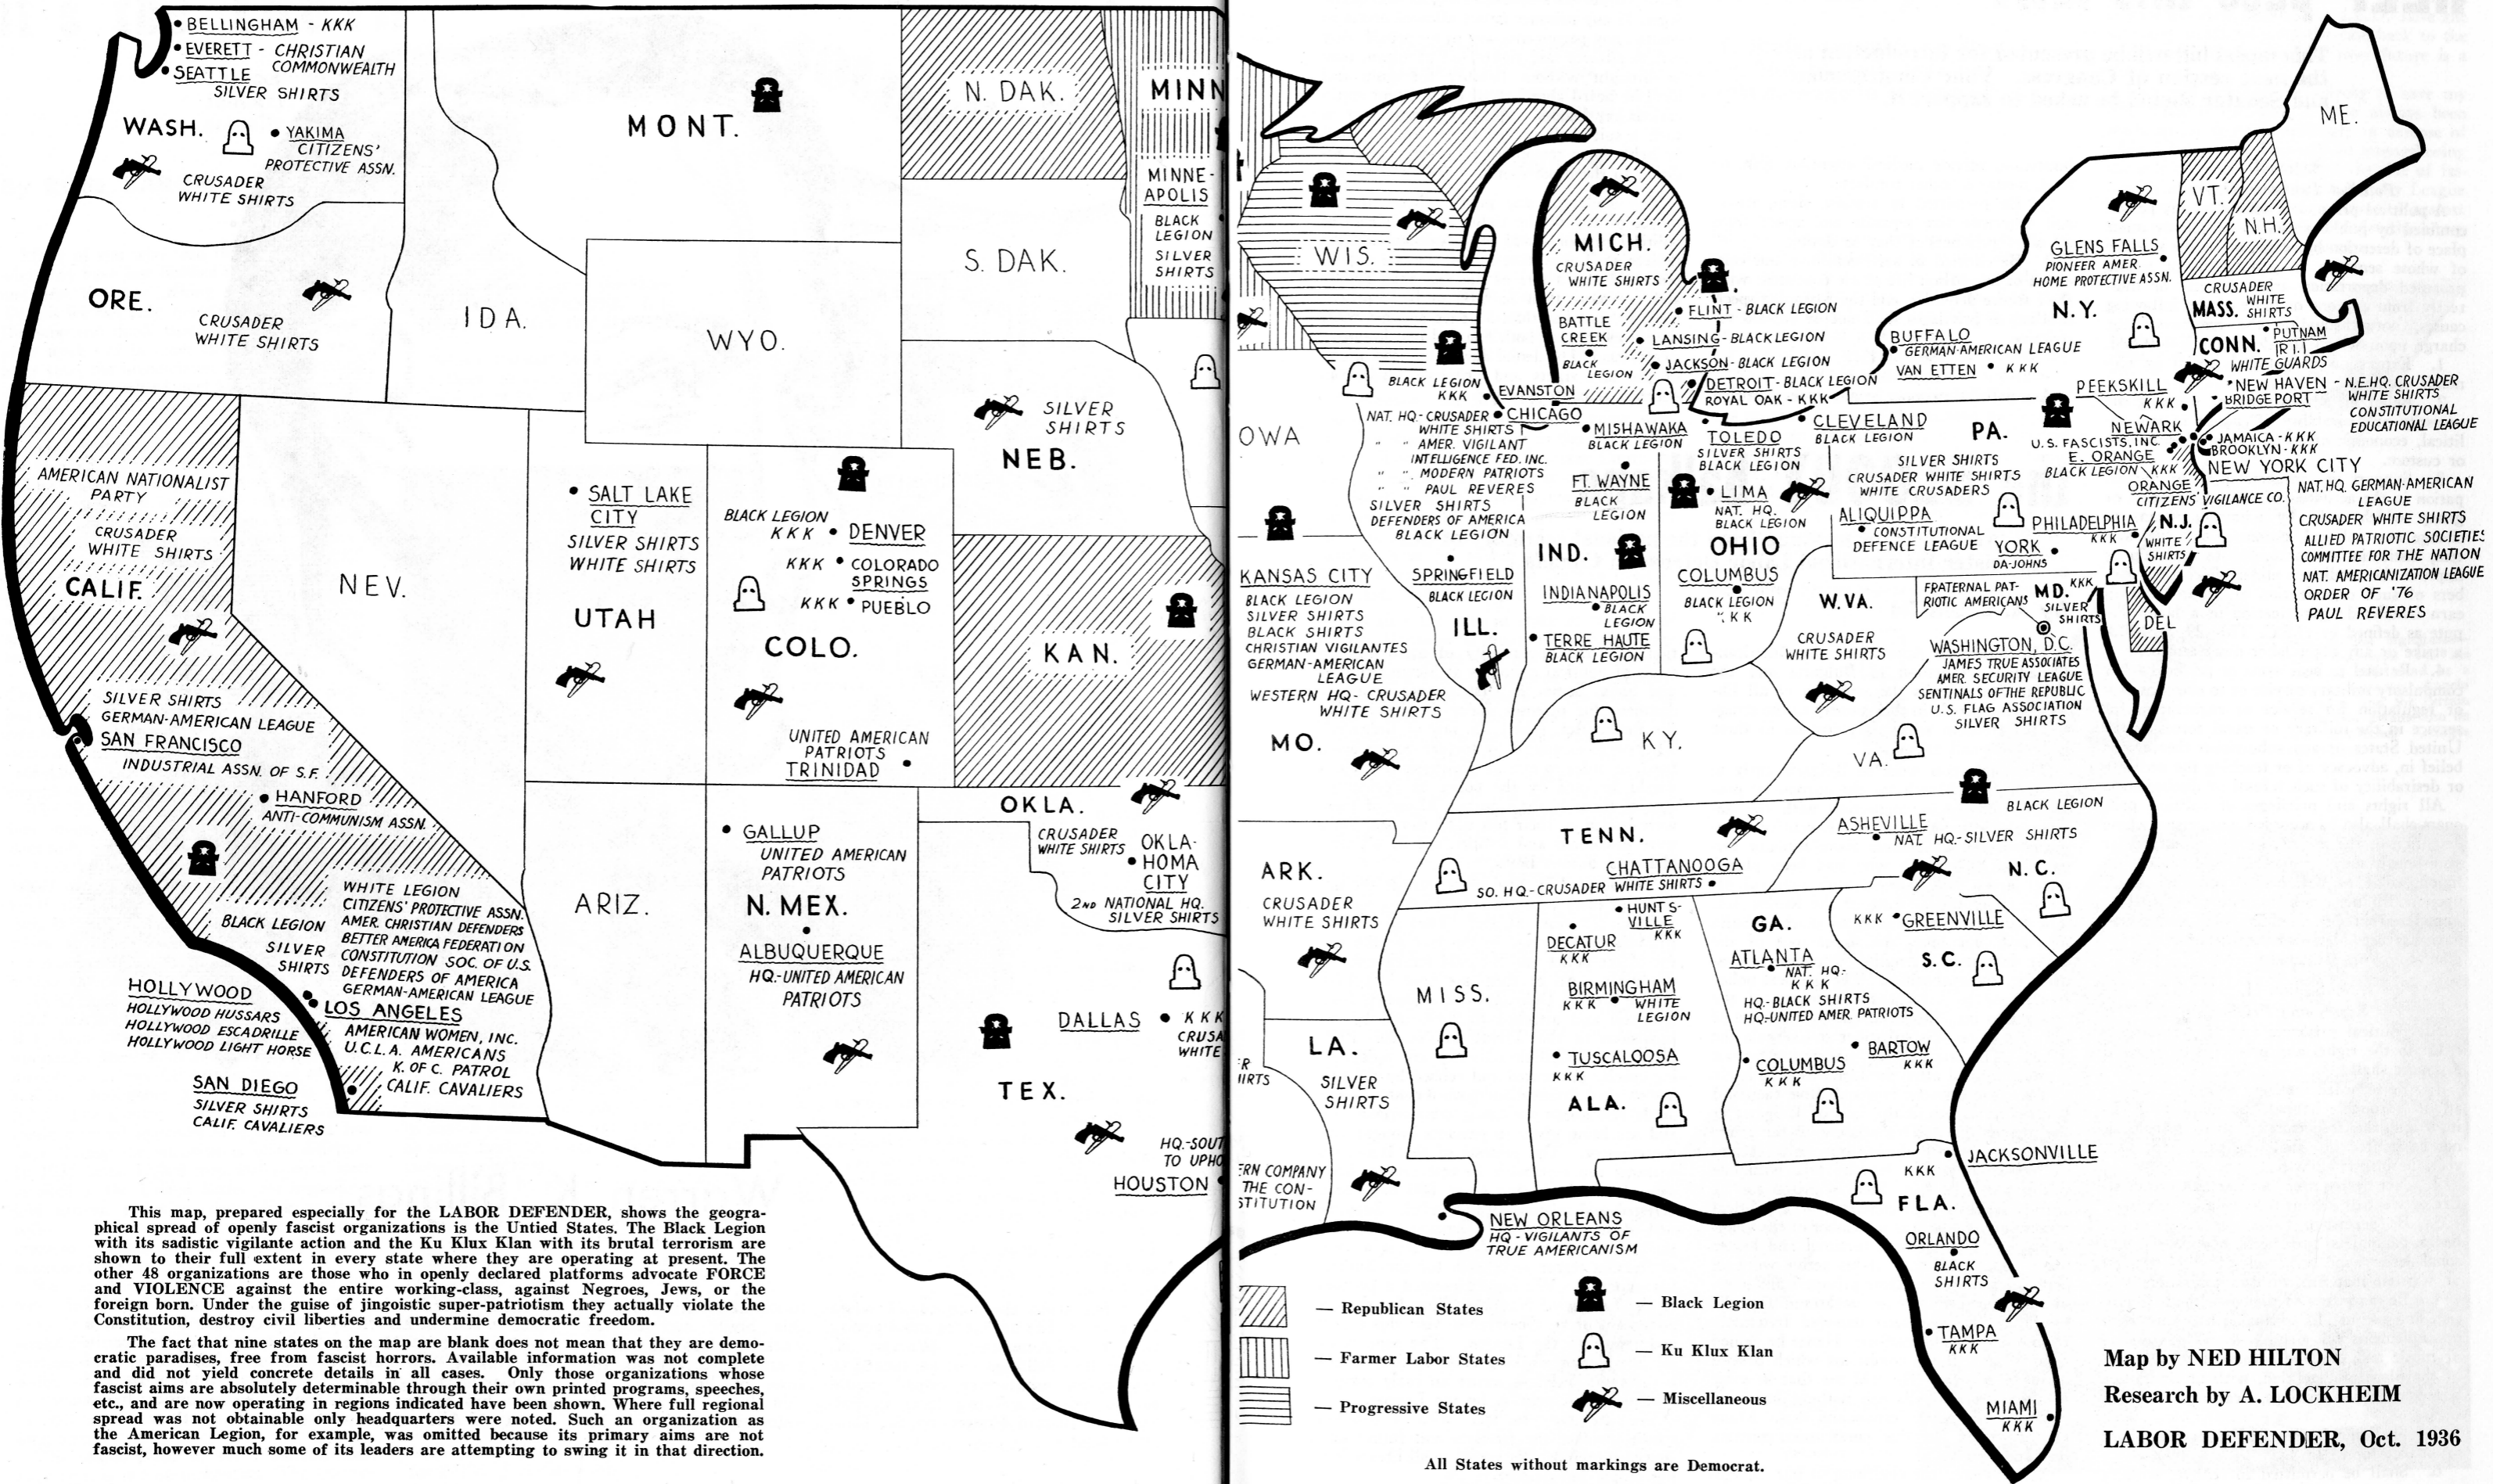 BELLINGHAM - KKK
EVERETT - CHRISTIAN
COMMONWEALTH
SEATTLE
SILVER SHIRTS
WASH.
YAKIMA
CITIZENS'
PROTECTIVE ASSN.
CRUSADER
WHITE SHIRTS
ORE.
CRUSADER
WHITE SHIRTS
IDA.
MONT.
WYO.
N. DAK.
S. DAK.
MINN
MINNE-
APOLIS
BLACK
LEGION
SILVER
SHIRTS
SILVER
SHIRTS
NEB.
AMERICAN NATIONALIST
PARTY
CRUSADER
WHITE SHIRTS
CALIF.
NEV.
SILVER SHIRTS
GERMAN-AMERICAN LEAGUE
SAN FRANCISCO
INDUSTRIAL ASSN. OF S.F.
HANFORD
ANTI-COMMUNISM ASSN.
WHITE LEGION
CITIZENS' PROTECTIVE ASSN.
AMER. CHRISTIAN DEFENDERS
BETTER AMERICA FEDERATION
CONSTITUTION SOC. OF U.S.
DEFENDERS OF AMERICA
GERMAN-AMERICAN LEAGUE
BLACK LEGION
SILVER
SHIRTS
LOS ANGELES
AMERICAN WOMEN, INC.
U.C.L.A. AMERICANS
K. OF C. PATROL
CALIF. CAVALIERS
HOLLYWOOD
HOLLYWOOD HUSSARS
HOLLYWOOD ESCADRILLE
HOLLYWOOD LIGHT HORSE
SAN DIEGO
SILVER SHIRTS
CALIF. CAVALIERS
SALT LAKE
CITY
SILVER SHIRTS
WHITE SHIRTS
UTAH
BLACK LEGION
KKK
DENVER
KKK
COLORADO
SPRINGS
KKK
PUEBLO
COLO.
UNITED AMERICAN
PATRIOTS
TRINIDAD
KAN.
ARIZ.
GALLUP
UNITED AMERICAN
PATRIOTS
N. MEX.
ALBUQUERQUE
HQ.-UNITED AMERICAN
PATRIOTS
OKLA.
CRUSADER
WHITE SHIRTS
OKLA-
HOMA
CITY
2ND NATIONAL HQ.
SILVER SHIRTS
DALLAS
KKK
CRUSA
WHITE
TEX.
HQ.-SOUT
TO UPHO
HOUSTON
This map, prepared especially for the LABOR DEFENDER, shows the geogra-
phical spread of openly fascist organizations is the Untied States. The Black Legion
with its sadistic vigilante action and the Ku Klux Klan with its brutal terrorism are
shown to their full extent in every state where they are operating at present. The
other 48 organizations are those who in openly declared platforms advocate FORCE
and VIOLENCE against the entire working-class, against Negroes, Jews, or the
foreign born. Under the guise of jingoistic super-patriotism they actually violate the
Constitution, destroy civil liberties and undermine democratic freedom.
The fact that nine states on the map are blank does not mean that they are demo-
cratic paradises, free from fascist horrors. Available information was not complete
and did not yield concrete details in all cases. Only those organizations whose
fascist aims are absolutely determinable through their own printed programs, speeches,
etc., and are now operating in regions indicated have been shown. Where full regional
spread was not obtainable only headquarters were noted. Such an organization as
the American Legion, for example, was omitted because its primary aims are not
fascist, however much some of its leaders are attempting to swing it in that direction.
WIS.
MICH.
CRUSADER
WHITE SHIRTS
BATTLE
CREEK
BLACK
LEGION
FLINT - BLACK LEGION
LANSING - BLACK LEGION
JACKSON - BLACK LEGION
DETROIT - BLACK LEGION
ROYAL OAK - KKK
OWA
BLACK LEGION
KKK
EVANSTON
NAT. HQ.-CRUSADER
WHITE SHIRTS
CHICAGO
" " AMER. VIGILANT
INTELLIGENCE FED. INC.
" " MODERN PATRIOTS
" " PAUL REVERES
SILVER SHIRTS
DEFENDERS OF AMERICA
BLACK LEGION
SPRINGFIELD
BLACK LEGION
ILL.
MISHAWAKA
BLACK LEGION
FT. WAYNE
BLACK
LEGION
IND.
INDIANAPOLIS
BLACK
LEGION
TERRE HAUTE
BLACK LEGION
CLEVELAND
BLACK LEGION
TOLEDO
SILVER SHIRTS
BLACK LEGION
LIMA
NAT. HQ.
BLACK LEGION
OHIO
COLUMBUS
BLACK LEGION
KANSAS CITY
BLACK LEGION
SILVER SHIRTS
BLACK SHIRTS
CHRISTIAN VIGILANTES
GERMAN-AMERICAN
LEAGUE
WESTERN HQ- CRUSADER
WHITE SHIRTS
MO.
ME.
VT.
N.H.
GLENS FALLS
PIONEER AMER.
HOME PROTECTIVE ASSN.
N.Y.
BUFFALO
GERMAN-AMERICAN LEAGUE
VAN ETTEN
KKK
PEEKSKILL
KKK
CRUSADER
WHITE
SHIRTS
MASS.
PUTNAM
R.I.
CONN.
WHITE GUARDS
NEW HAVEN - N.E.HQ. CRUSADER
WHITE SHIRTS
BRIDGEPORT
CONSTITUTIONAL
EDUCATIONAL LEAGUE
PA.
SILVER SHIRTS
CRUSADER WHITE SHIRTS
WHITE CRUSADERS
ALIQUIPPA
CONSTITUTIONAL
DEFENCE LEAGUE
YORK
DA-JOHNS
PHILADELPHIA
KKK
NEWARK
U.S. FASCISTS, INC.
E. ORANGE
BLACK LEGION KKK
ORANGE
CITIZENS VIGILANCE CO.
JAMAICA - KKK
BROOKLYN - KKK
NEW YORK CITY
NAT. HQ. GERMAN-AMERICAN
LEAGUE
CRUSADER WHITE SHIRTS
ALLIED PATRIOTIC SOCIETIES
COMMITTEE FOR THE NATION
NAT. AMERICANIZATION LEAGUE
ORDER OF '76
PAUL REVERES
N.J.
WHITE
SHIRTS
W. VA.
CRUSADER
WHITE SHIRTS
FRATERNAL PAT-
RIOTIC AMERICANS
MD.
KKK
SILVER
SHIRTS
DEL
WASHINGTON, D.C.
JAMES TRUE ASSOCIATES
AMER. SECURITY LEAGUE
SENTINALS OF THE REPUBLIC
U.S. FLAG ASSOCIATION
SILVER SHIRTS
KY.
VA.
BLACK LEGION
ASHEVILLE
NAT. HQ.-SILVER SHIRTS
N. C.
TENN.
CHATTANOOGA
SO. HQ.-CRUSADER WHITE SHIRTS
ARK.
CRUSADER
WHITE SHIRTS
MISS.
HUNTS-
VILLE
KKK
DECATUR
KKK
BIRMINGHAM
KKK
WHITE
LEGION
TUSCALOOSA
KKK
ALA.
GA.
ATLANTA
NAT. HQ.-
KKK
HQ.-BLACK SHIRTS
HQ.-UNITED AMER. PATRIOTS
COLUMBUS
KKK
BARTOW
KKK
KKK
GREENVILLE
S. C.
LA.
SILVER
SHIRTS
ER
HIRTS
ERN COMPANY
THE CON-
STITUTION
NEW ORLEANS
HQ - VIGILANTS OF
TRUE AMERICANISM
JACKSONVILLE
KKK
FLA.
ORLANDO
BLACK
SHIRTS
TAMPA
KKK
MIAMI
KKK
— Republican States
— Farmer Labor States
— Progressive States
— Black Legion
— Ku Klux Klan
— Miscellaneous
All States without markings are Democrat.
Map by NED HILTON
Research by A. LOCKHEIM
LABOR DEFENDER, Oct. 1936